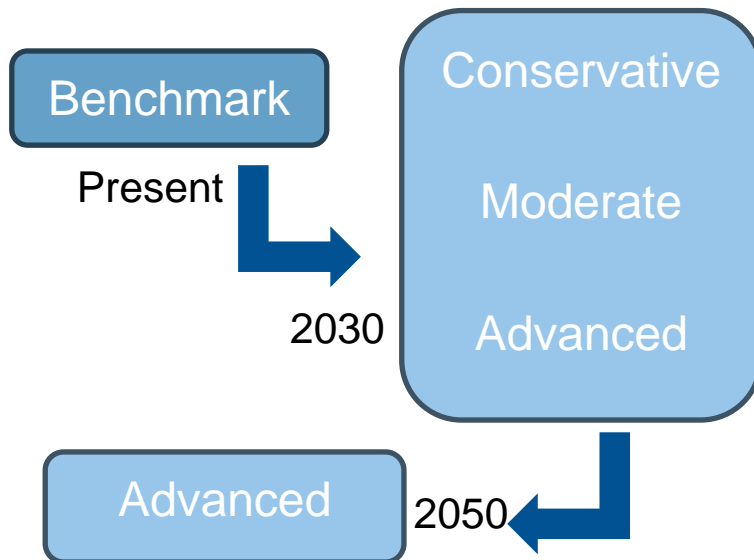 Benchmark
Present
Conservative
Moderate
2030
Advanced
Advanced
2050